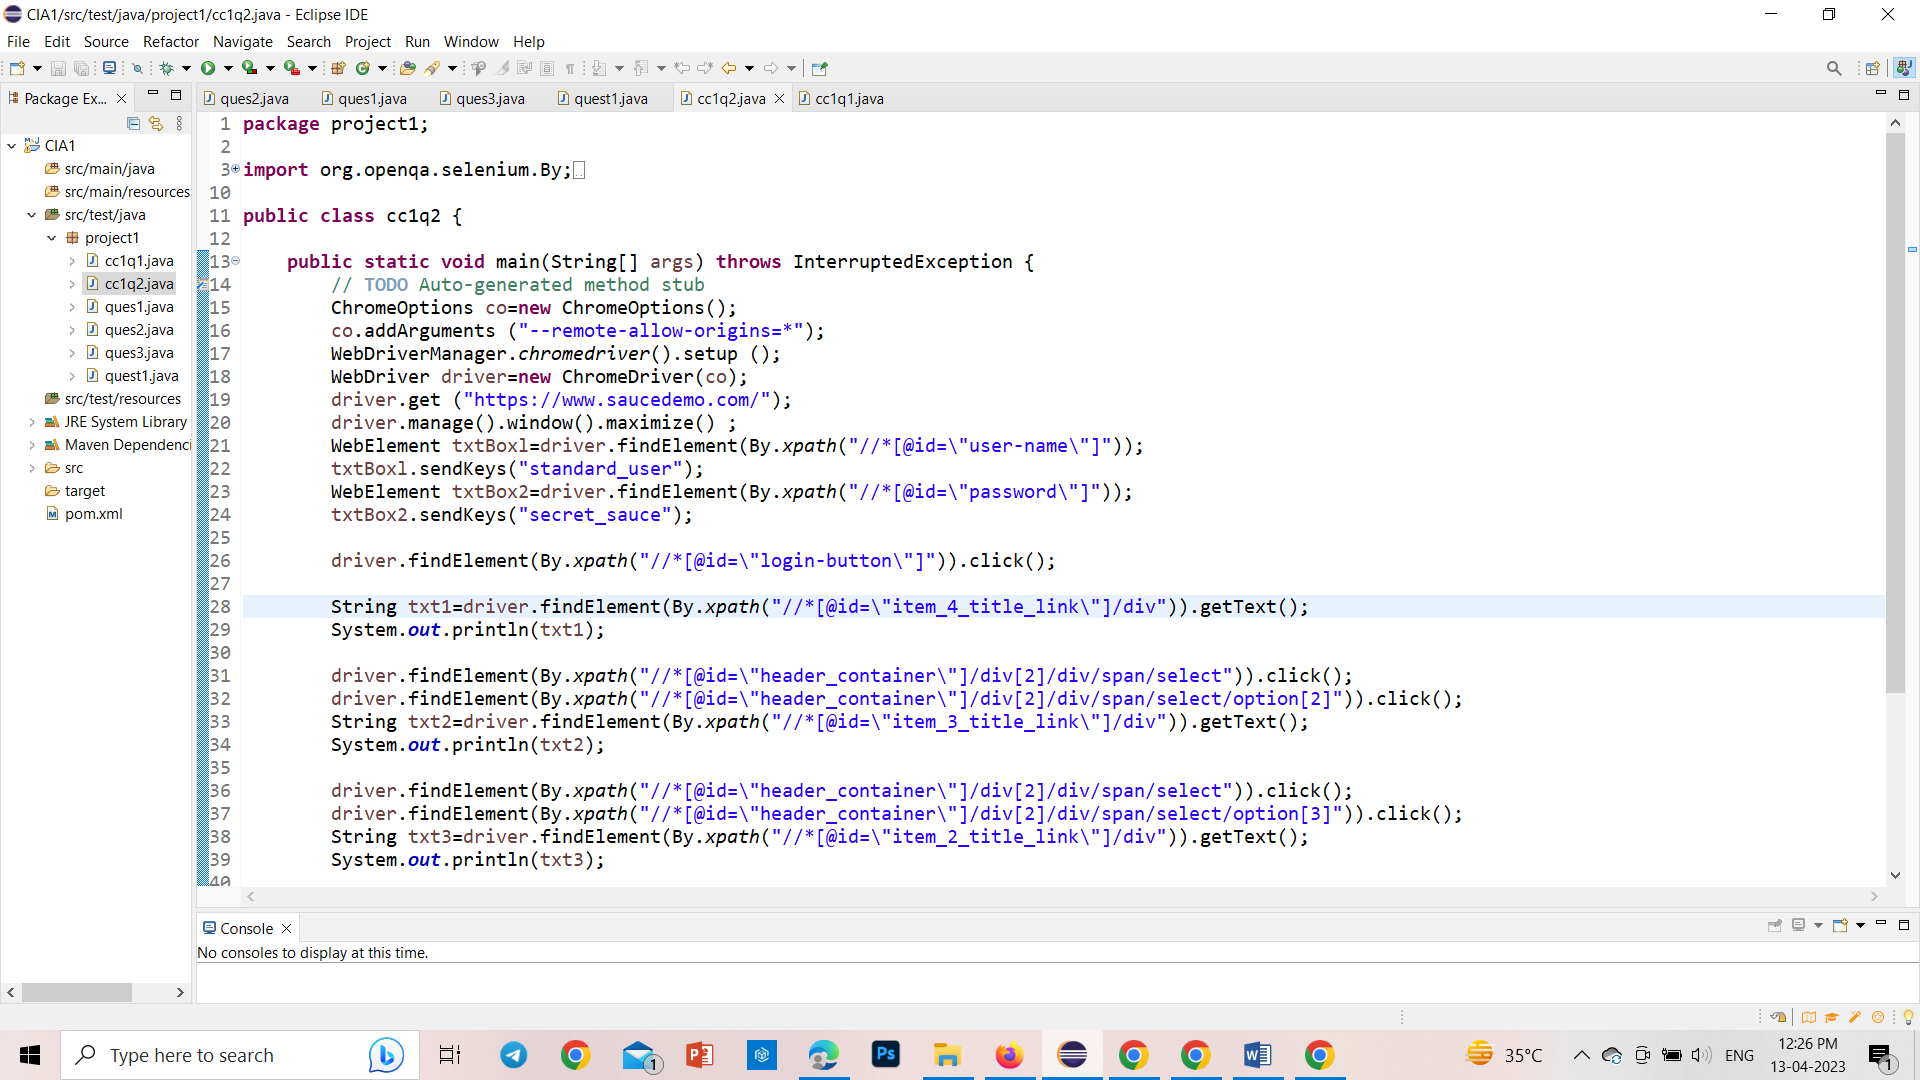 CIA1/src/test/java/project1/cc1q2.java - Eclipse IDE
File Edit Source Refactor Navigate Search Project Run Window Help
Package Ex...
ques2.java ques1.java ques3.java quest1.java cc1q2.java cc1q1.java
CIA1
src/main/java
src/main/resources
src/test/java
project1
cc1q1.java
cc1q2.java
ques1.java
ques2.java
ques3.java
quest1.java
src/test/resources
JRE System Library
Maven Dependenci
src
target
pom.xml
1 package project1;
2
3 import org.openqa.selenium.By;
10
11 public class cc1q2 {
12
13 public static void main(String[] args) throws InterruptedException {
14 // TODO Auto-generated method stub
15 ChromeOptions co=new ChromeOptions();
16 co.addArguments ("--remote-allow-origins=*");
17 WebDriverManager.chromedriver().setup ();
18 WebDriver driver=new ChromeDriver(co);
19 driver.get ("https://www.saucedemo.com/");
20 driver.manage().window().maximize() ;
21 WebElement txtBoxl=driver.findElement(By.xpath("//*[@id=\"user-name\"]"));
22 txtBoxl.sendKeys("standard_user");
23 WebElement txtBox2=driver.findElement(By.xpath("//*[@id=\"password\"]"));
24 txtBox2.sendKeys("secret_sauce");
25
26 driver.findElement(By.xpath("//*[@id=\"login-button\"]")).click();
27
28 String txt1=driver.findElement(By.xpath("//*[@id=\"item_4_title_link\"]/div")).getText();
29 System.out.println(txt1);
30
31 driver.findElement(By.xpath("//*[@id=\"header_container\"]/div[2]/div/span/select")).click();
32 driver.findElement(By.xpath("//*[@id=\"header_container\"]/div[2]/div/span/select/option[2]")).click();
33 String txt2=driver.findElement(By.xpath("//*[@id=\"item_3_title_link\"]/div")).getText();
34 System.out.println(txt2);
35
36 driver.findElement(By.xpath("//*[@id=\"header_container\"]/div[2]/div/span/select")).click();
37 driver.findElement(By.xpath("//*[@id=\"header_container\"]/div[2]/div/span/select/option[3]")).click();
38 String txt3=driver.findElement(By.xpath("//*[@id=\"item_2_title_link\"]/div")).getText();
39 System.out.println(txt3);
40
Console
No consoles to display at this time.
Type here to search
1
Ps
35°C
ENG
12:26 PM
13-04-2023
1